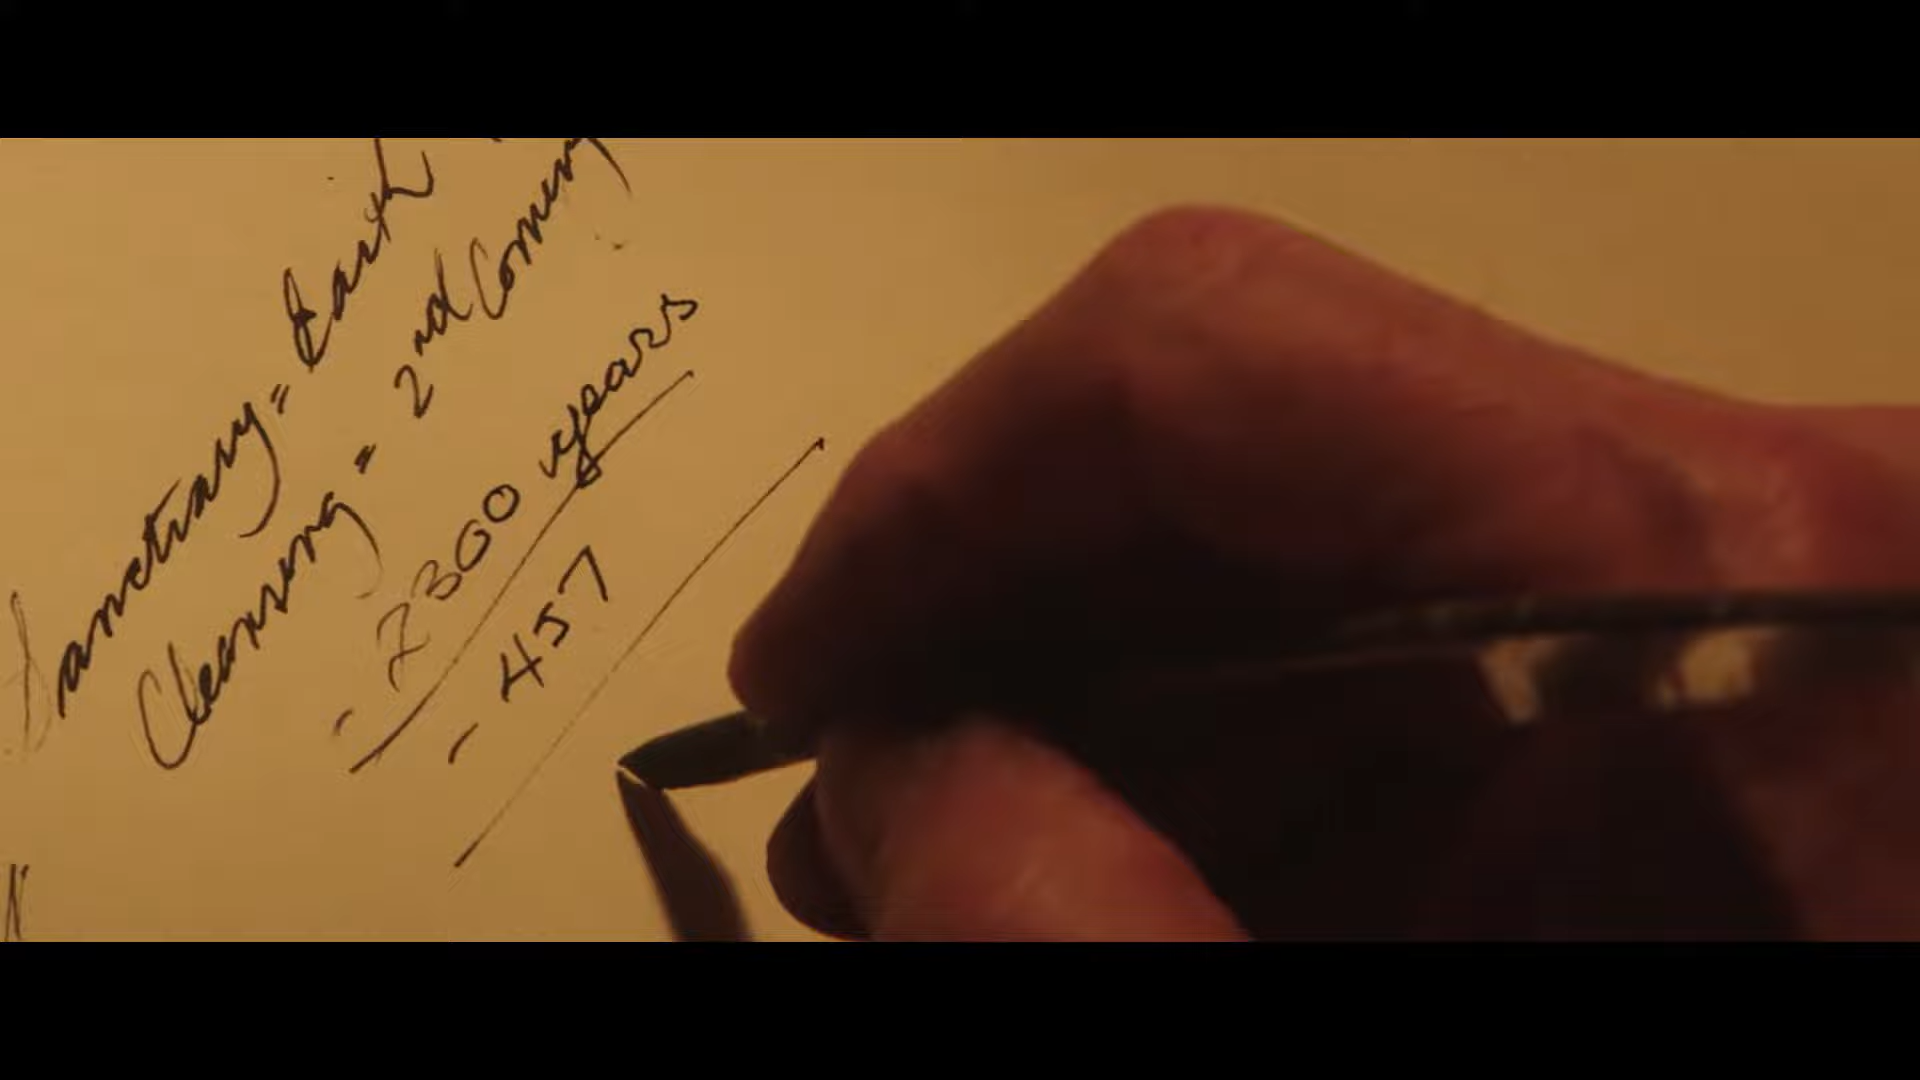 Sanctuary = Earth
Cleansing = 2nd Coming
- 2300 years
- 457